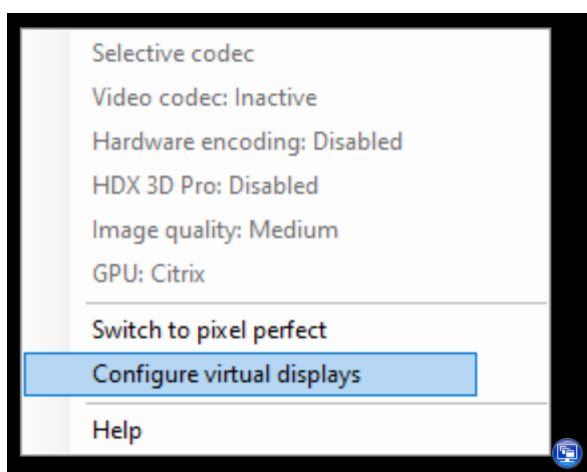 Selective codec
Video codec: Inactive
Hardware encoding: Disabled
HDX 3D Pro: Disabled
Image quality: Medium
GPU: Citrix
Switch to pixel perfect
Configure virtual displays
Help